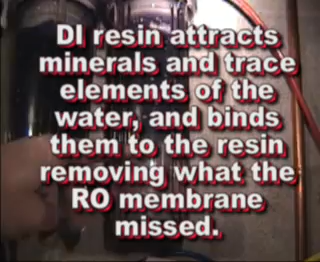 DI resin attracts
minerals and trace
elements of the
water, and binds
them to the resin
removing what the
RO membrane
missed.